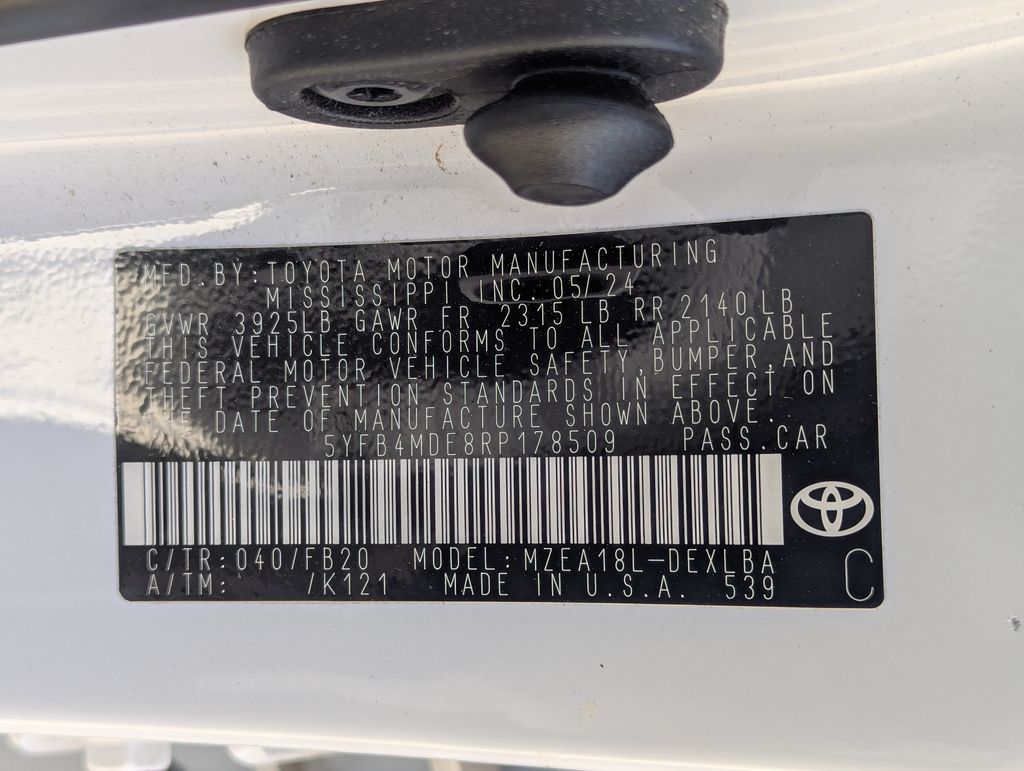 MFD. BY: TOYOTA MOTOR MANUFACTURING
MISSISSIPPI, INC. 05/24
GVWR 3925LB GAWR FR 2315 LB RR 2140 LB
THIS VEHICLE CONFORMS TO ALL APPLICABLE
FEDERAL MOTOR VEHICLE SAFETY, BUMPER, AND
THEFT PREVENTION STANDARDS IN EFFECT ON
THE DATE OF MANUFACTURE SHOWN ABOVE.
5YFB4MDE8RP178509 PASS. CAR
C/TR: 040/FB20 MODEL: MZEA18L-DEXLBA
A/TM: /K121 MADE IN U.S.A. 539
C